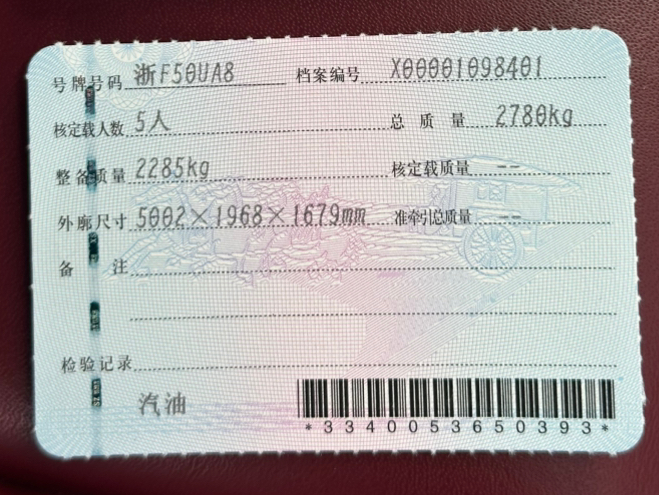 号牌号码 浙F50UA8 档案编号 X00001098401
核定载人数 5人 总质量 2780kg
整备质量 2285kg 核定载质量 --
外廓尺寸 5002×1968×1679mm 准牵引总质量 --
备注
检验记录
汽油
*3340053650393*